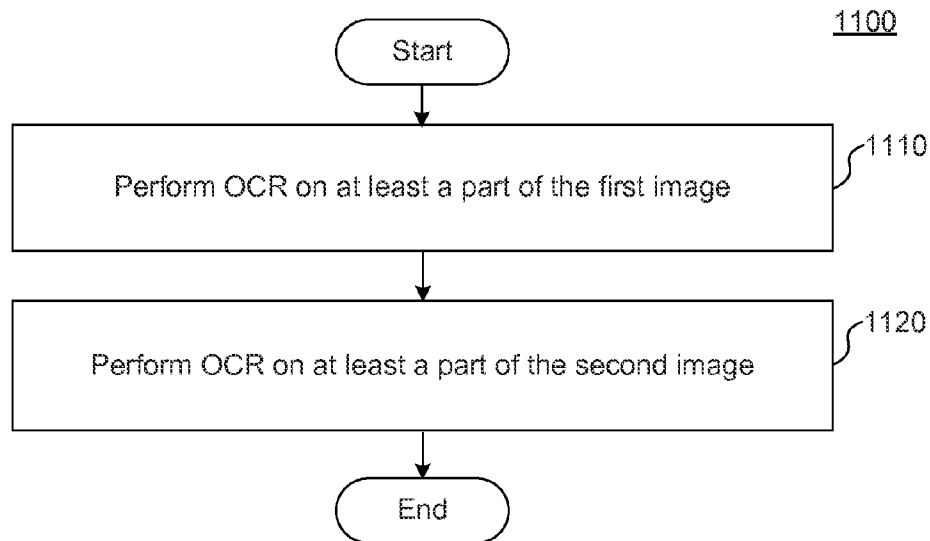 1100
Start
Perform OCR on at least a part of the first image
1110
Perform OCR on at least a part of the second image
1120
End